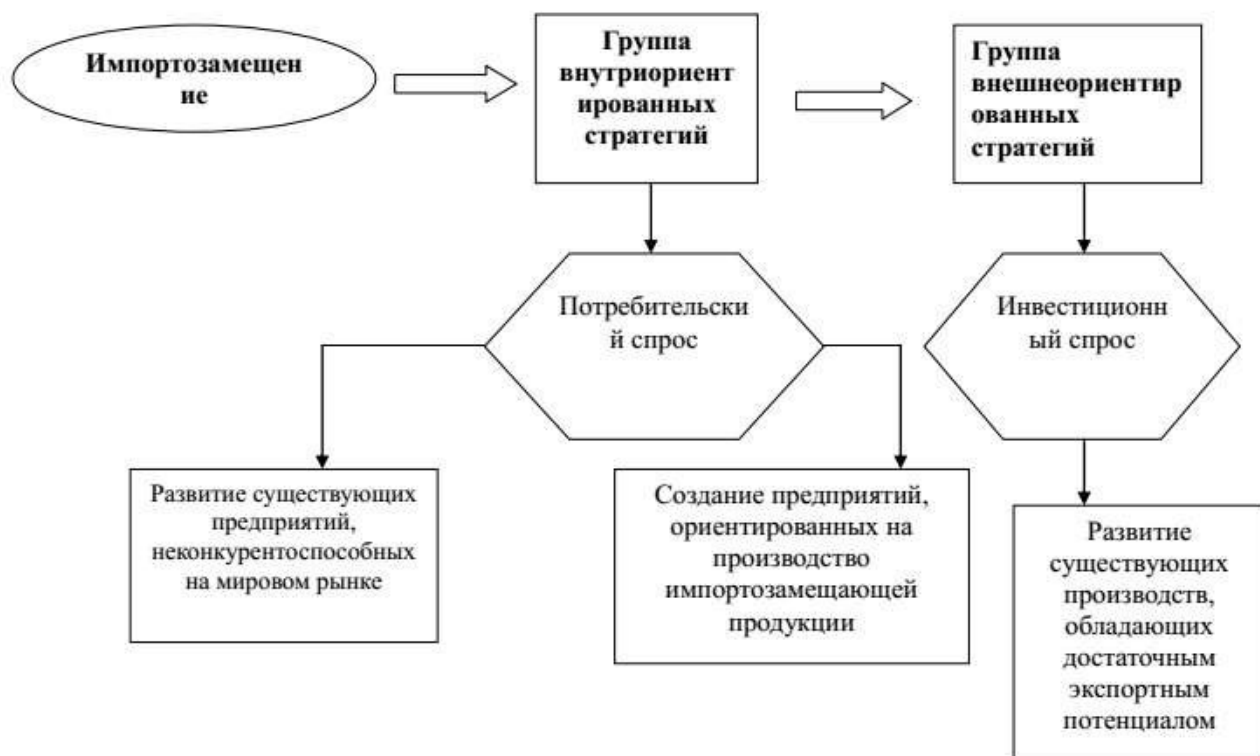 Импортозамещен
ие
Группа
внутриориент
ированных
стратегий
Группа
внешнеориентир
ованных
стратегий
Потребительски
й спрос
Инвестиционн
ый спрос
Развитие существующих
предприятий,
неконкурентоспособных
на мировом рынке
Создание предприятий,
ориентированных на
производство
импортозамещающей
продукции
Развитие
существующих
производств,
обладающих
достаточным
экспортным
потенциалом